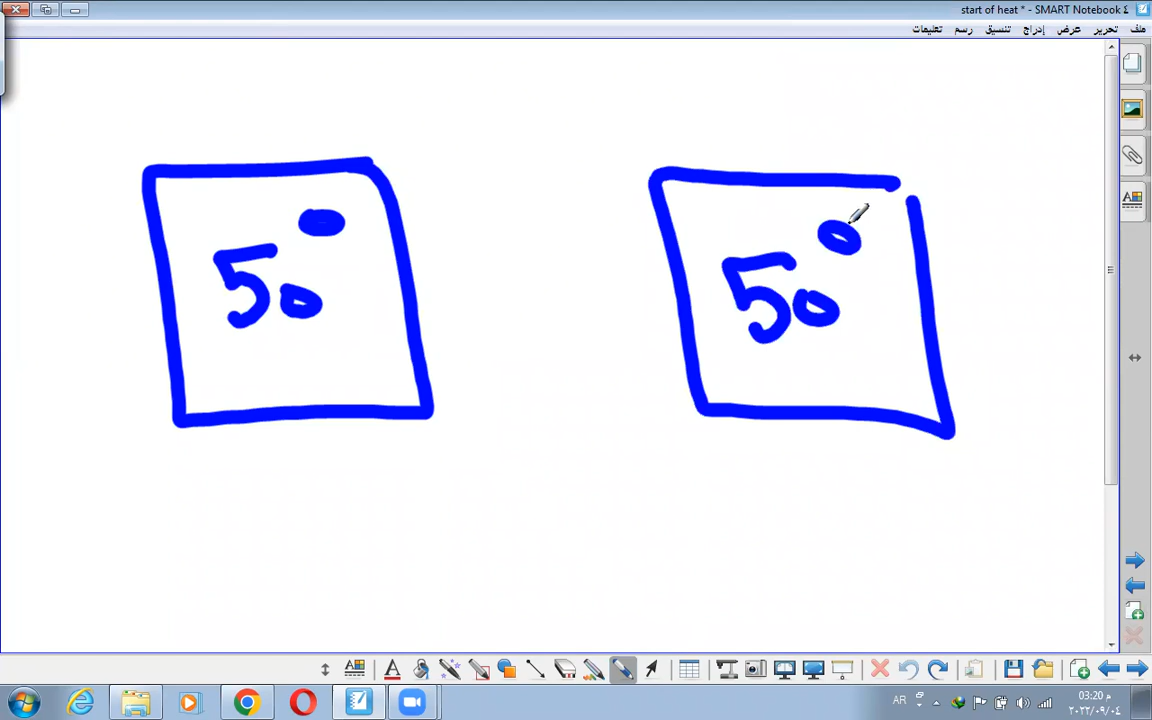 start of heat * - SMART Notebook ٤
ملف تحرير عرض إدراج تنسيق رسم تعليمات
50° 50°
AR
م 03:20
٢٠٢٢/٠٩/٠٤